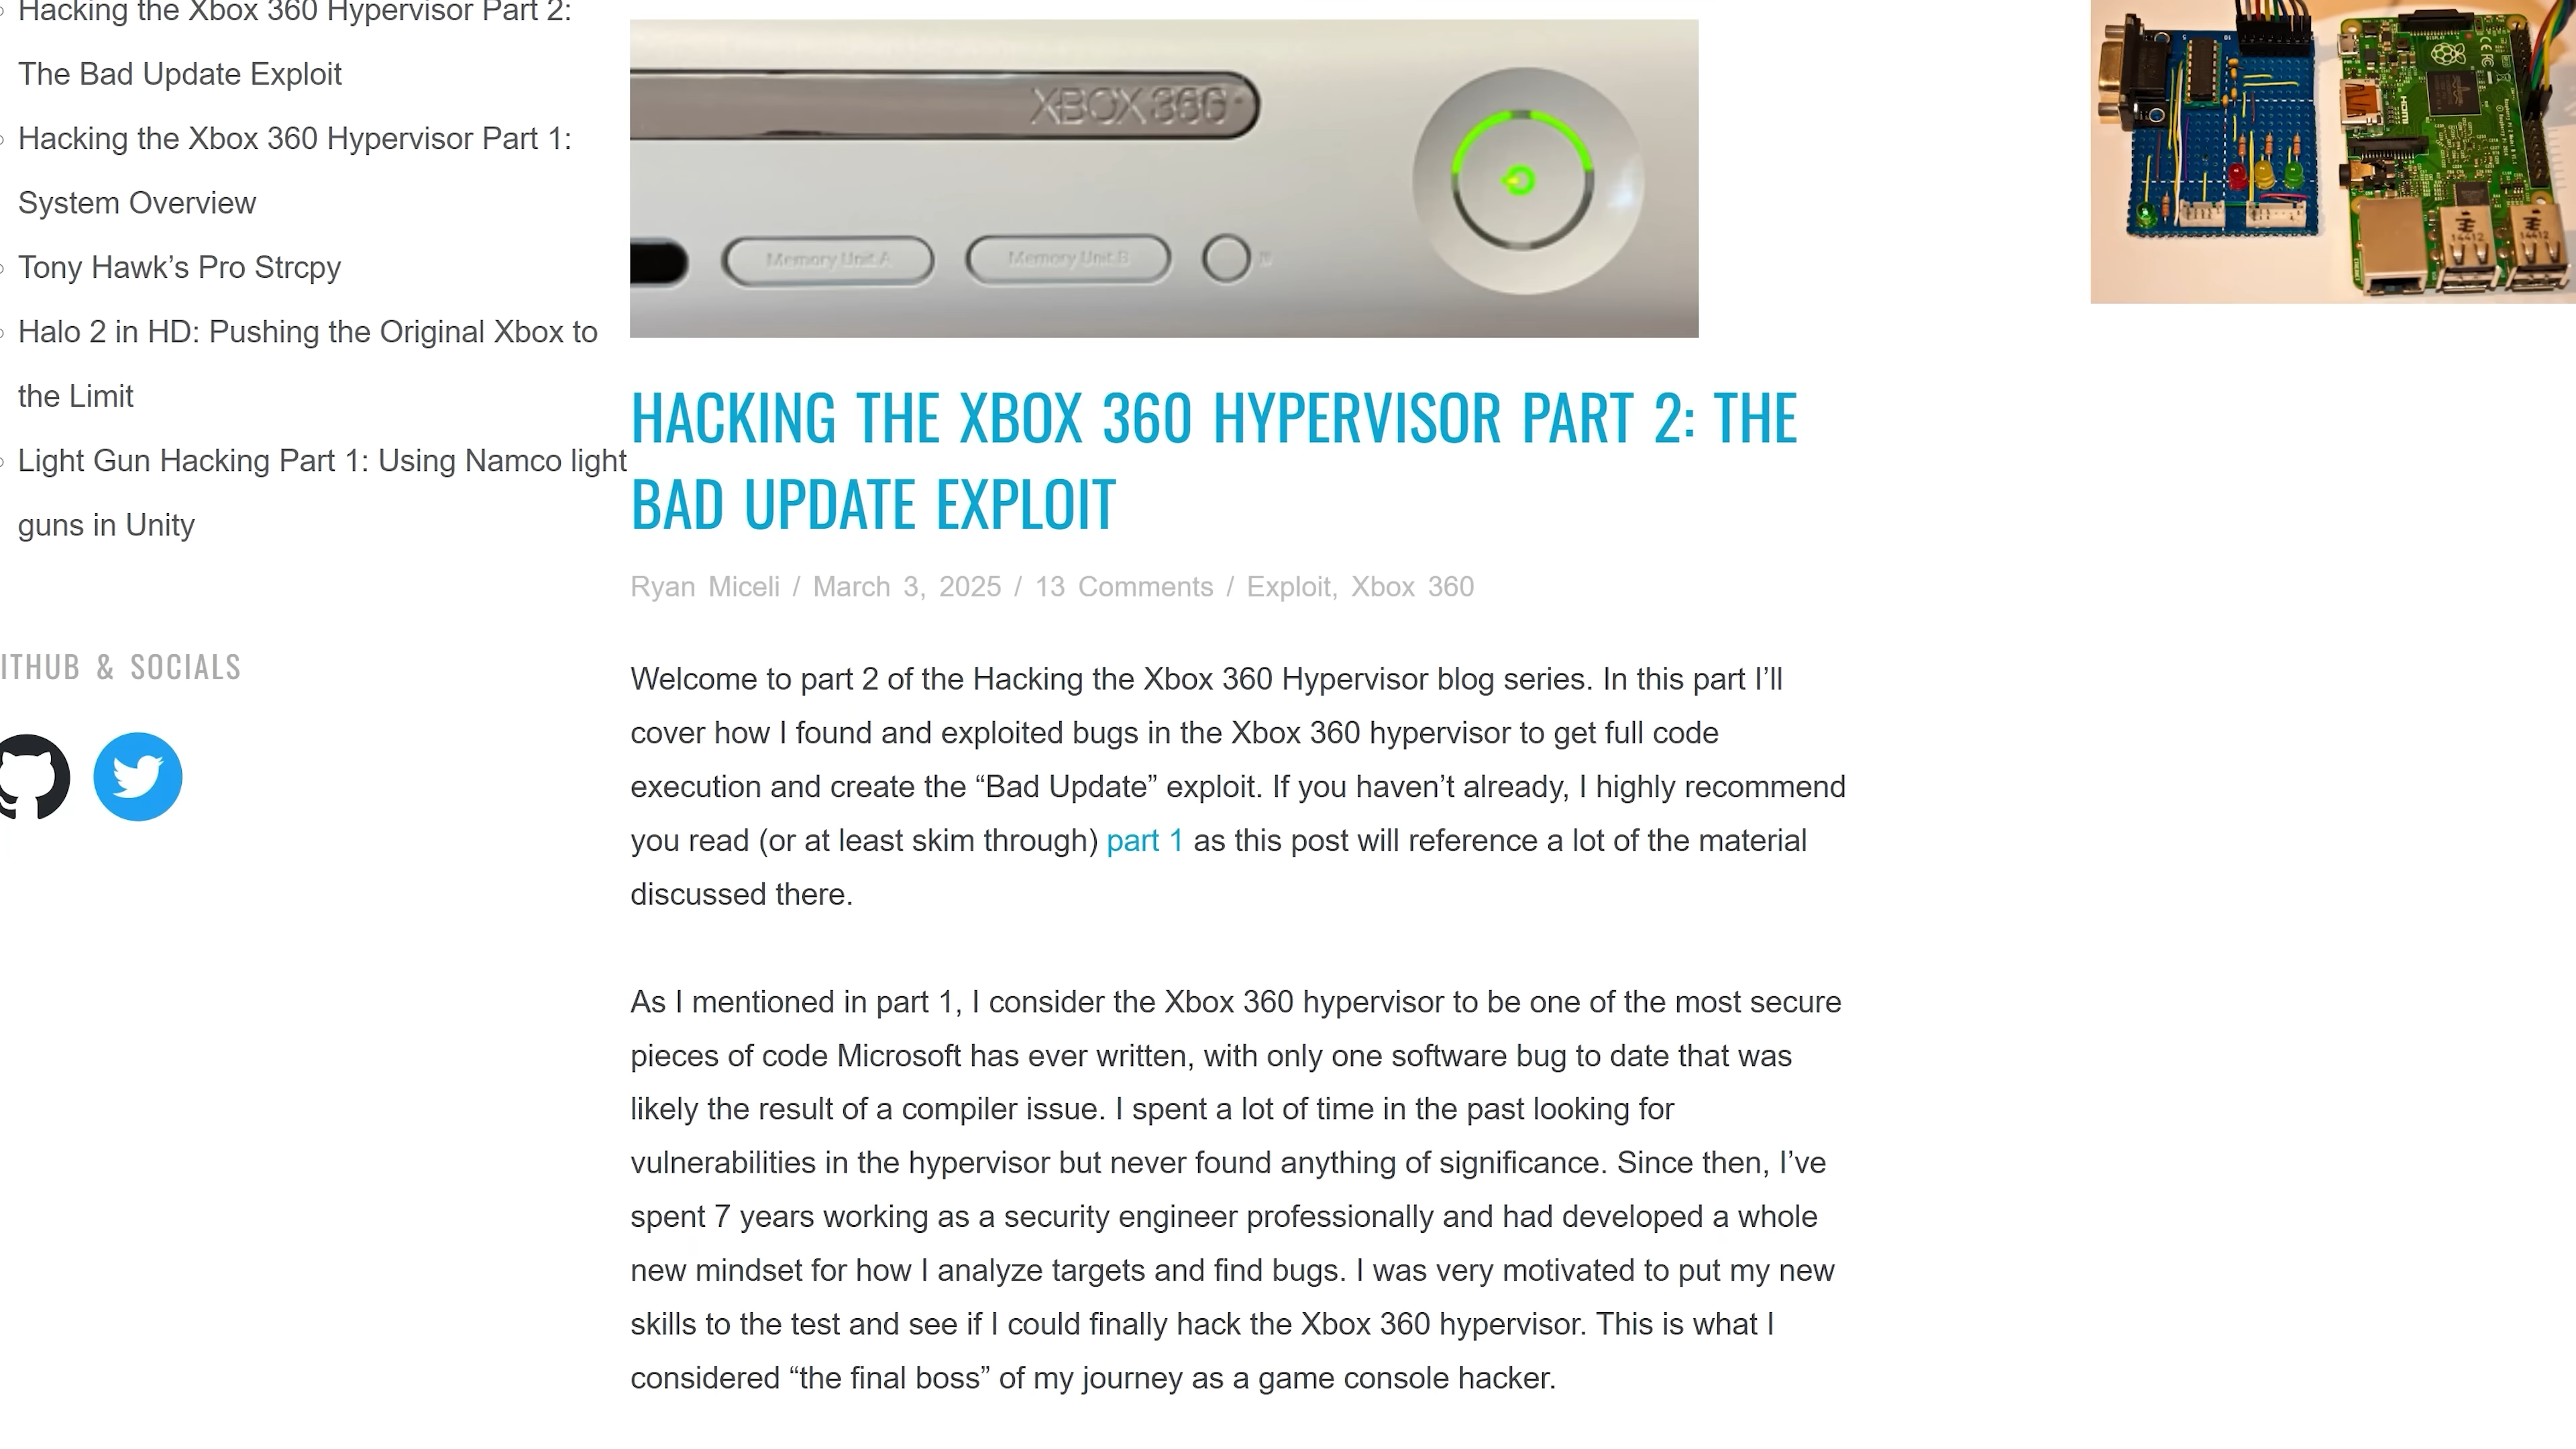 Hacking the Xbox 360 Hypervisor Part 2:
The Bad Update Exploit
Hacking the Xbox 360 Hypervisor Part 1:
System Overview
Tony Hawk’s Pro Strcpy
Halo 2 in HD: Pushing the Original Xbox to
the Limit
Light Gun Hacking Part 1: Using Namco light
guns in Unity
ITHUB & SOCIALS
XBOX 360
Memory Unit A
Memory Unit B
HACKING THE XBOX 360 HYPERVISOR PART 2: THE
BAD UPDATE EXPLOIT
Ryan Miceli / March 3, 2025 / 13 Comments / Exploit, Xbox 360
Welcome to part 2 of the Hacking the Xbox 360 Hypervisor blog series. In this part I’ll
cover how I found and exploited bugs in the Xbox 360 hypervisor to get full code
execution and create the “Bad Update” exploit. If you haven’t already, I highly recommend
you read (or at least skim through) part 1 as this post will reference a lot of the material
discussed there.
As I mentioned in part 1, I consider the Xbox 360 hypervisor to be one of the most secure
pieces of code Microsoft has ever written, with only one software bug to date that was
likely the result of a compiler issue. I spent a lot of time in the past looking for
vulnerabilities in the hypervisor but never found anything of significance. Since then, I’ve
spent 7 years working as a security engineer professionally and had developed a whole
new mindset for how I analyze targets and find bugs. I was very motivated to put my new
skills to the test and see if I could finally hack the Xbox 360 hypervisor. This is what I
considered “the final boss” of my journey as a game console hacker.
HDMI
14412
14412